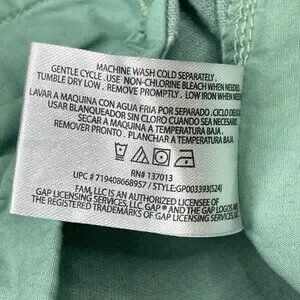 MACHINE WASH COLD SEPARATELY.
GENTLE CYCLE. USE NON-CHLORINE BLEACH WHEN NEEDED.
TUMBLE DRY LOW. REMOVE PROMPTLY. LOW IRON WHEN NEE
LAVAR A MAQUINA CON AGUA FRIA POR SEPARADO. CICLO DELI
USAR BLANQUEADOR SIN CLORO CUANDO SEA NECESARIO
SECAR A MAQUINA A TEMPERATURA BAJA.
REMOVER PRONTO. PLANCHAR A TEMPERATURA BAJA
RN# 137013
UPC # 719408668957 / STYLE:GP003393(S24)
FAM, LLC IS AN AUTHORIZED LICENSEE OF
GAP LICENSING SERVICES, LLC. GAP® AND THE GAP LOGOS ARE
THE REGISTERED TRADEMARKS OF GAP LICENSING SERVICES, LLC.